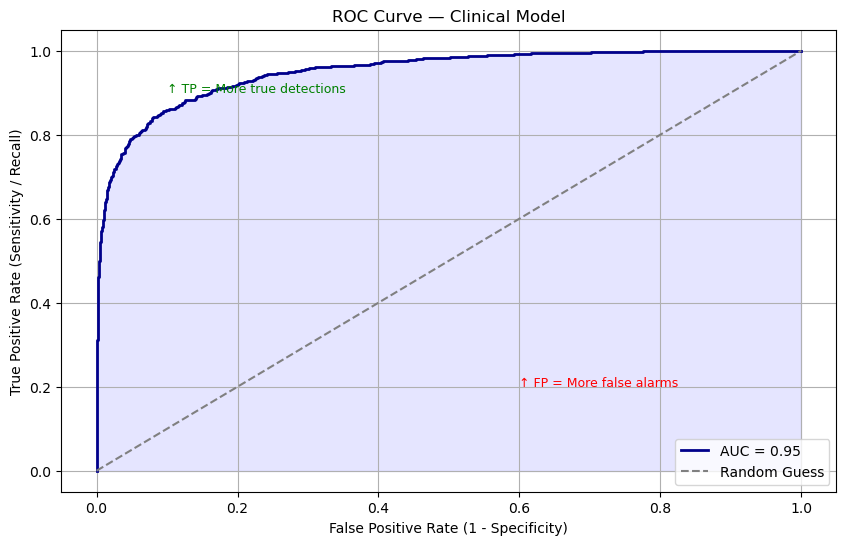 ROC Curve — Clinical Model
True Positive Rate (Sensitivity / Recall)
1.0
0.8
0.6
0.4
0.2
0.0
↑ TP = More true detections
↑ FP = More false alarms
AUC = 0.95
Random Guess
0.0 0.2 0.4 0.6 0.8 1.0
False Positive Rate (1 - Specificity)